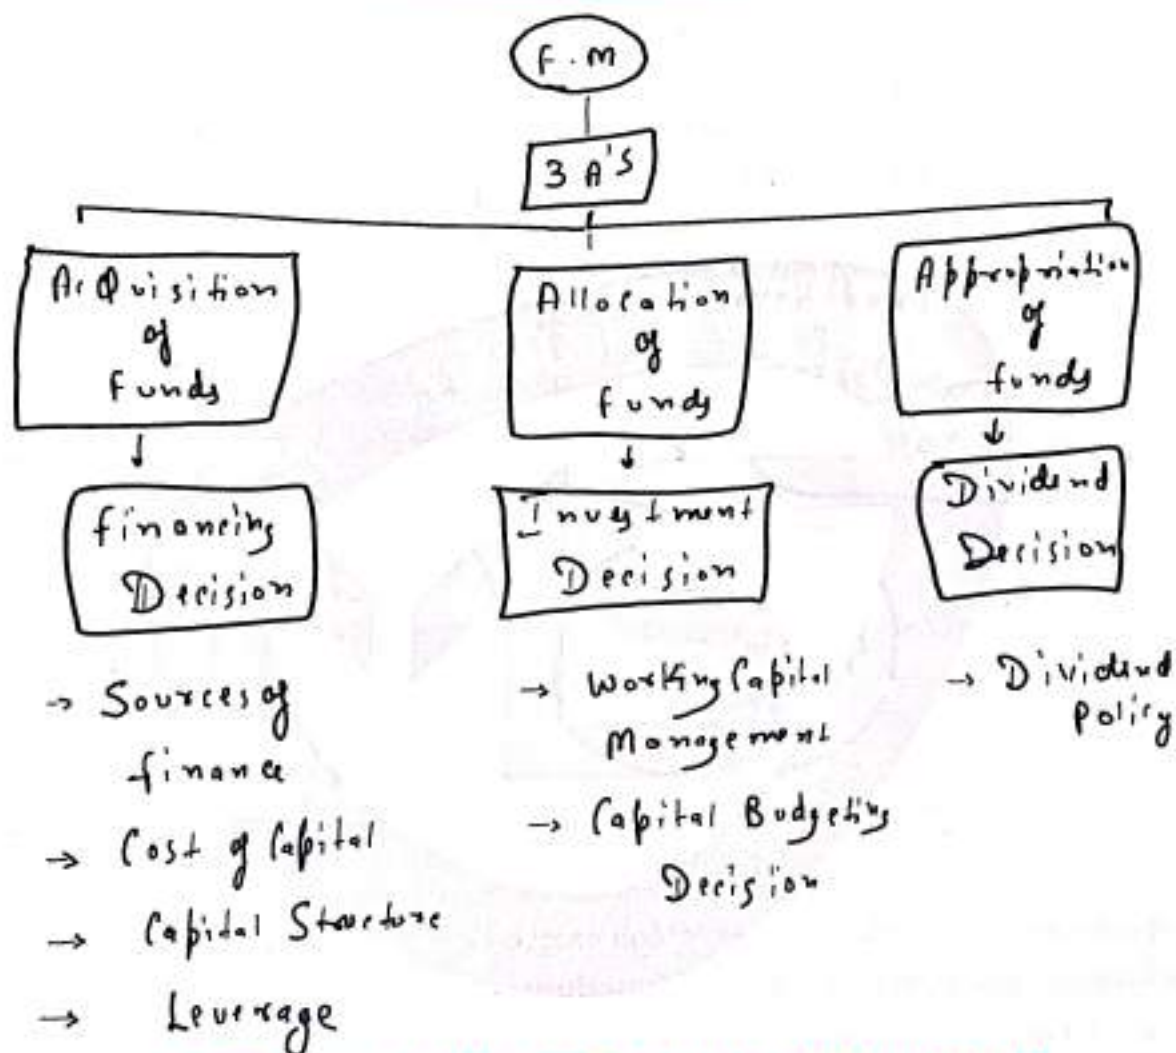 F.M
3 A'S
Acquisition
of
funds
Allocation
of
funds
Appropriation
of
funds
financing
Decision
Investment
Decision
Dividend
Decision
→ Sources of
finance
→ Cost of Capital
→ Capital Structure
→ Leverage
→ Working Capital
Management
→ Capital Budgeting
Decision
→ Dividend
policy